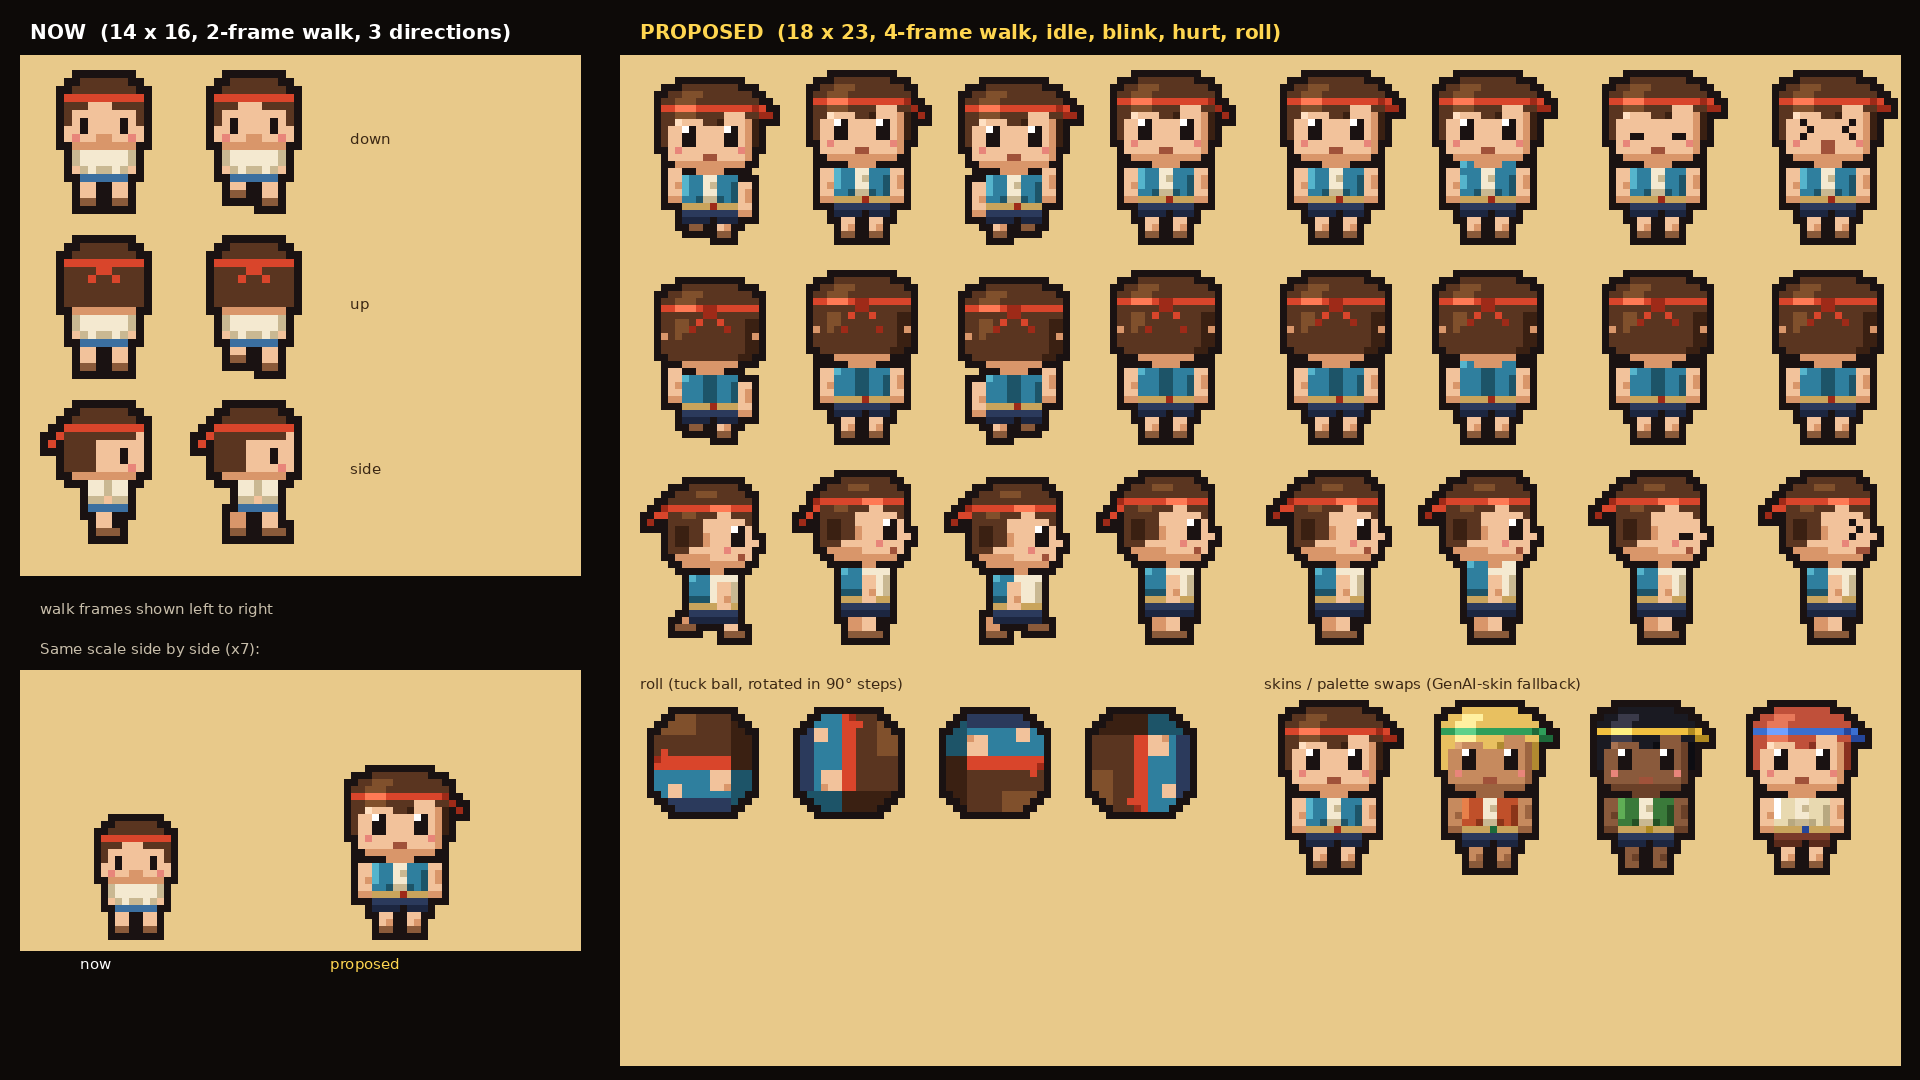 NOW  (14 x 16, 2-frame walk, 3 directions)
down
up
side
walk frames shown left to right
Same scale side by side (x7):
now
proposed
PROPOSED  (18 x 23, 4-frame walk, idle, blink, hurt, roll)
roll (tuck ball, rotated in 90° steps)
skins / palette swaps (GenAI-skin fallback)